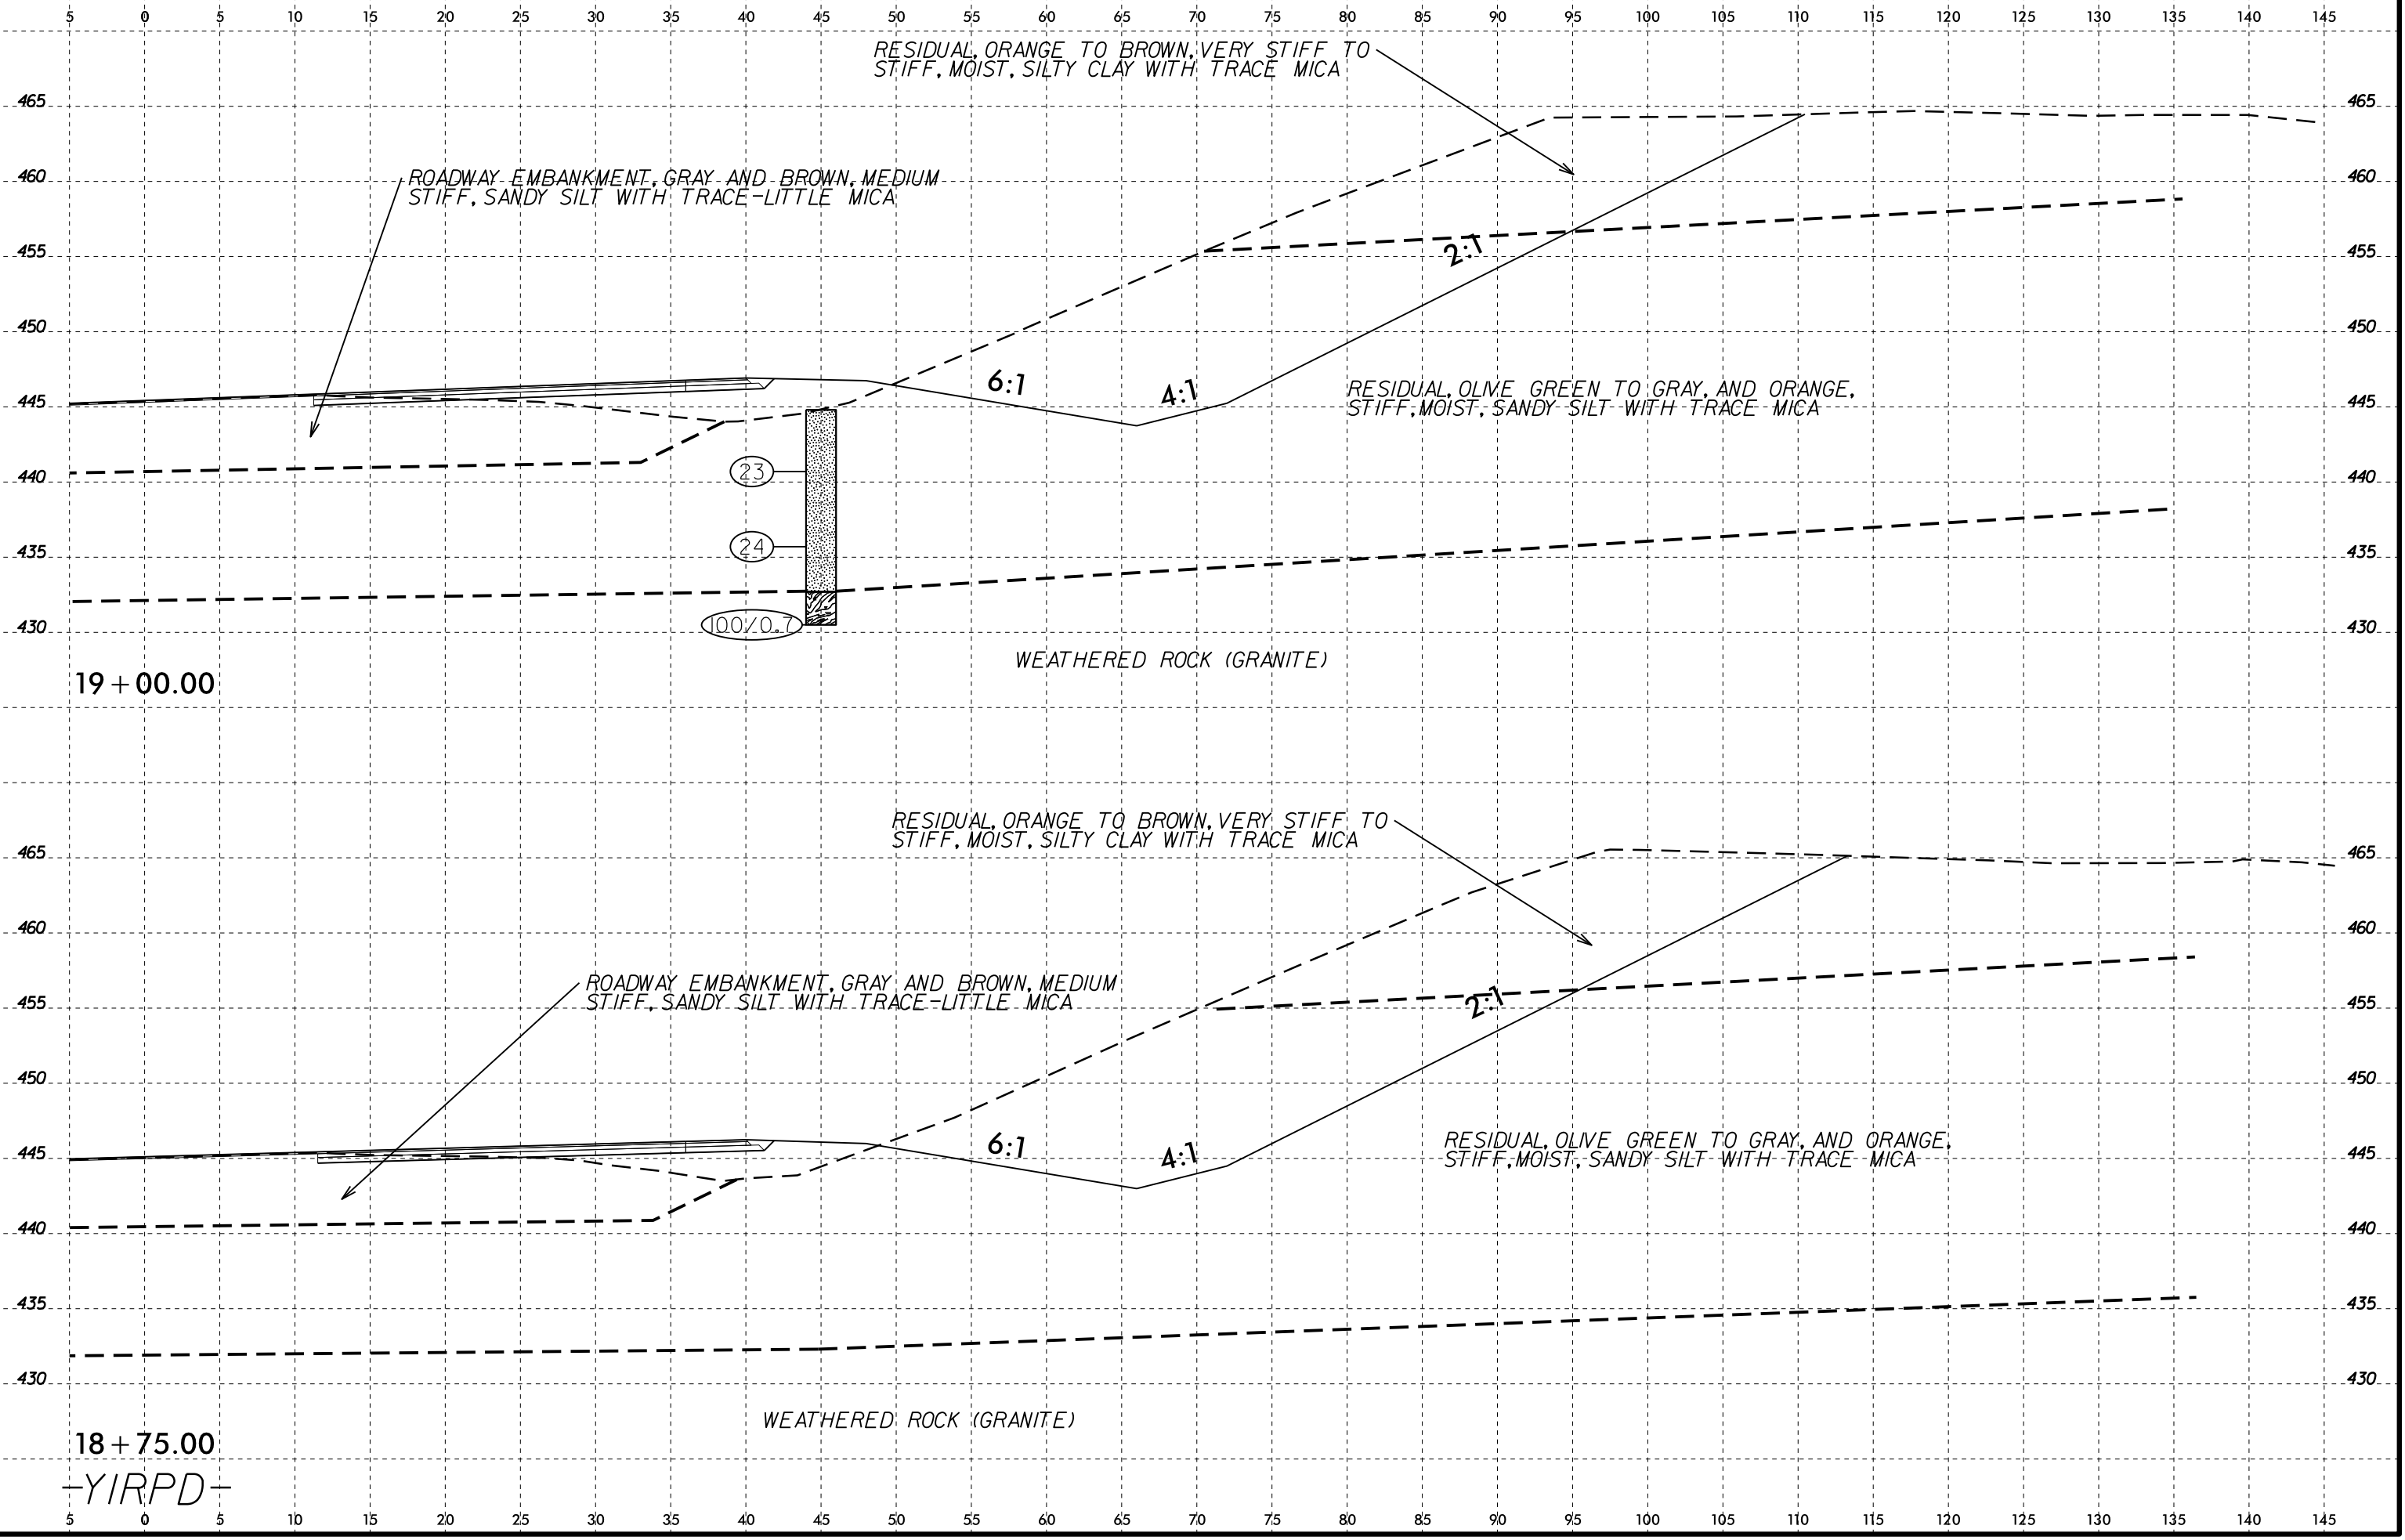 5 0 5 10 15 20 25 30 35 40 45 50 55 60 65 70 75 80 85 90 95 100 105 110 115 120 125 130 135 140 145
RESIDUAL, ORANGE TO BROWN, VERY STIFF TO
STIFF, MOIST, SILTY CLAY WITH TRACE MICA
465 465
ROADWAY EMBANKMENT, GRAY AND BROWN, MEDIUM
STIFF, SANDY SILT WITH TRACE-LITTLE MICA
460 460
455 2:1 455
450 450
6:1 4:1
RESIDUAL, OLIVE GREEN TO GRAY, AND ORANGE,
STIFF, MOIST, SANDY SILT WITH TRACE MICA
445 445
23
440 440
24
435 435
100/0.7
430 430
WEATHERED ROCK (GRANITE)
19+00.00
RESIDUAL, ORANGE TO BROWN, VERY STIFF TO
STIFF, MOIST, SILTY CLAY WITH TRACE MICA
465 465
460 460
ROADWAY EMBANKMENT, GRAY AND BROWN, MEDIUM
STIFF, SANDY SILT WITH TRACE-LITTLE MICA
455 2:1 455
450 450
6:1 4:1
RESIDUAL, OLIVE GREEN TO GRAY, AND ORANGE,
STIFF, MOIST, SANDY SILT WITH TRACE MICA
445 445
440 440
435 435
430 430
WEATHERED ROCK (GRANITE)
18+75.00
-Y1RPD-
5 0 5 10 15 20 25 30 35 40 45 50 55 60 65 70 75 80 85 90 95 100 105 110 115 120 125 130 135 140 145